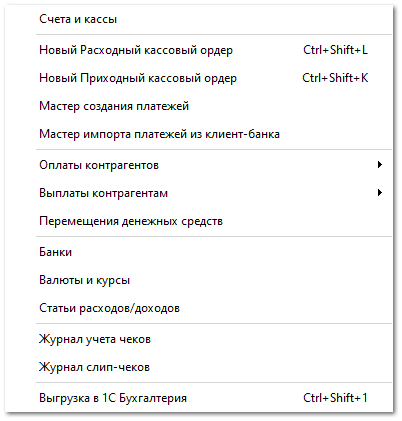 Счета и кассы
Новый Расходный кассовый ордер Ctrl+Shift+L
Новый Приходный кассовый ордер Ctrl+Shift+K
Мастер создания платежей
Мастер импорта платежей из клиент-банка
Оплаты контрагентов
Выплаты контрагентам
Перемещения денежных средств
Банки
Валюты и курсы
Статьи расходов/доходов
Журнал учета чеков
Журнал слип-чеков
Выгрузка в 1С Бухгалтерия Ctrl+Shift+1